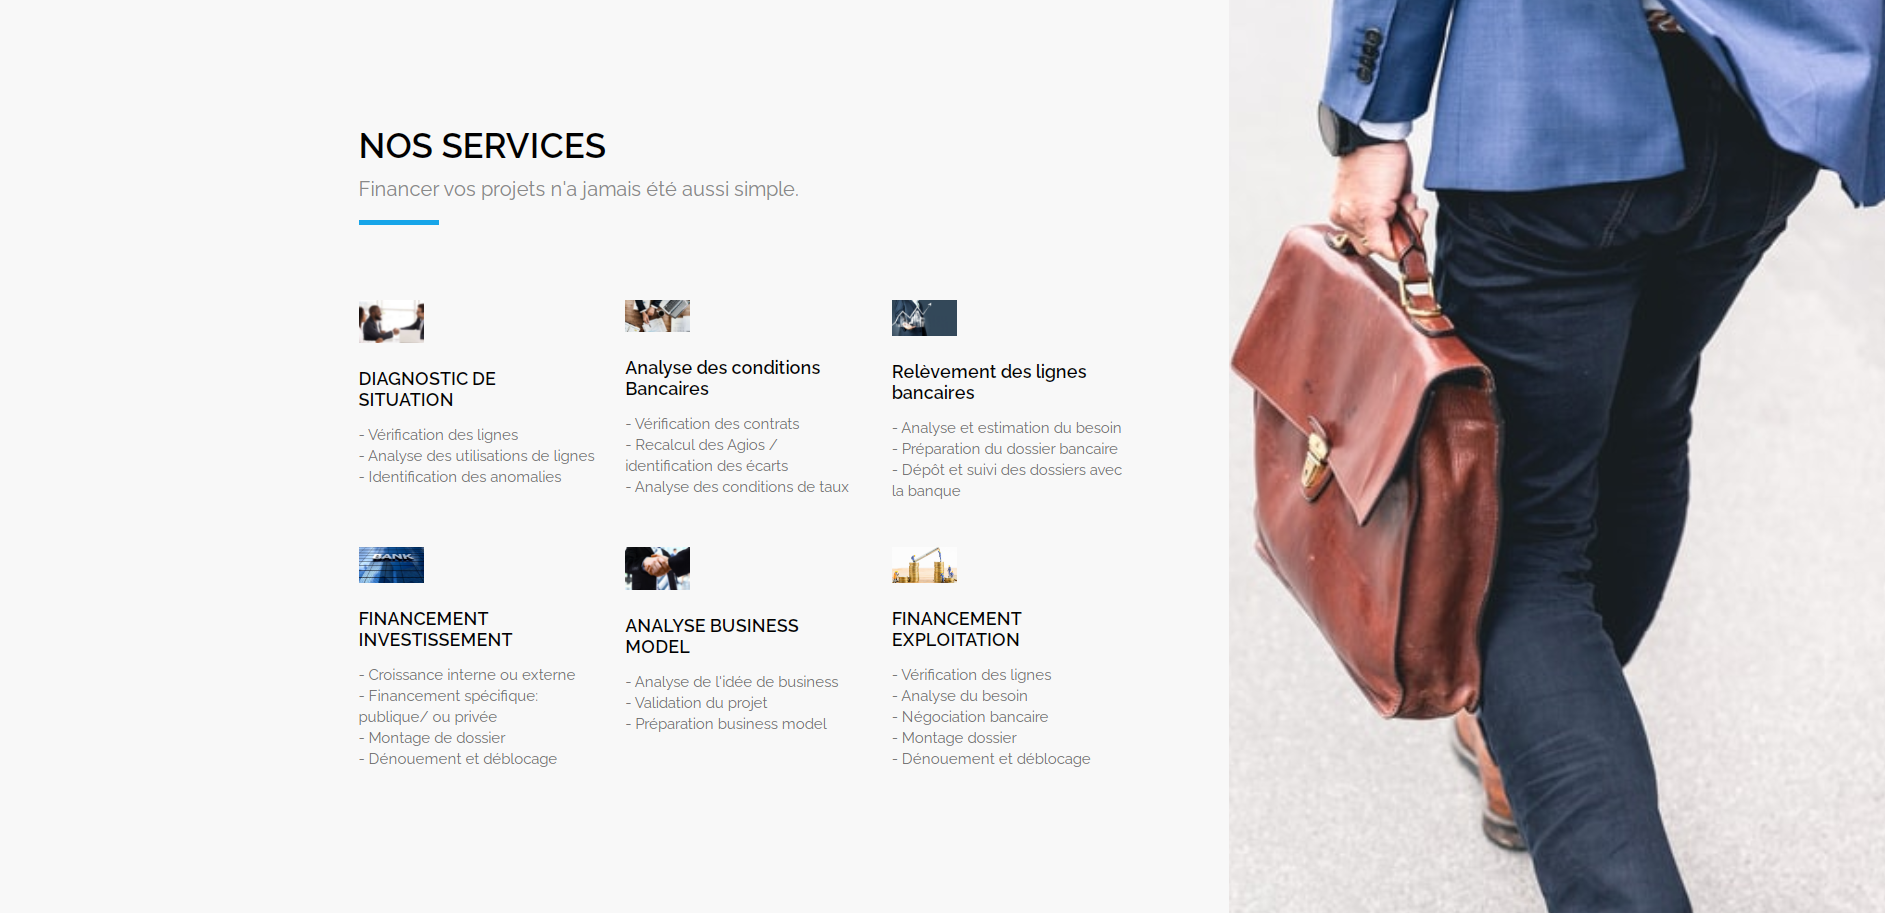 NOS SERVICES
Financer vos projets n'a jamais été aussi simple.
DIAGNOSTIC DE
SITUATION
- Vérification des lignes
- Analyse des utilisations de lignes
- Identification des anomalies
Analyse des conditions
Bancaires
- Vérification des contrats
- Recalcul des Agios /
identification des écarts
- Analyse des conditions de taux
Relèvement des lignes
bancaires
- Analyse et estimation du besoin
- Préparation du dossier bancaire
- Dépôt et suivi des dossiers avec
la banque
BANK
FINANCEMENT
INVESTISSEMENT
- Croissance interne ou externe
- Financement spécifique:
publique/ ou privée
- Montage de dossier
- Dénouement et déblocage
ANALYSE BUSINESS
MODEL
- Analyse de l'idée de business
- Validation du projet
- Préparation business model
FINANCEMENT
EXPLOITATION
- Vérification des lignes
- Analyse du besoin
- Négociation bancaire
- Montage dossier
- Dénouement et déblocage